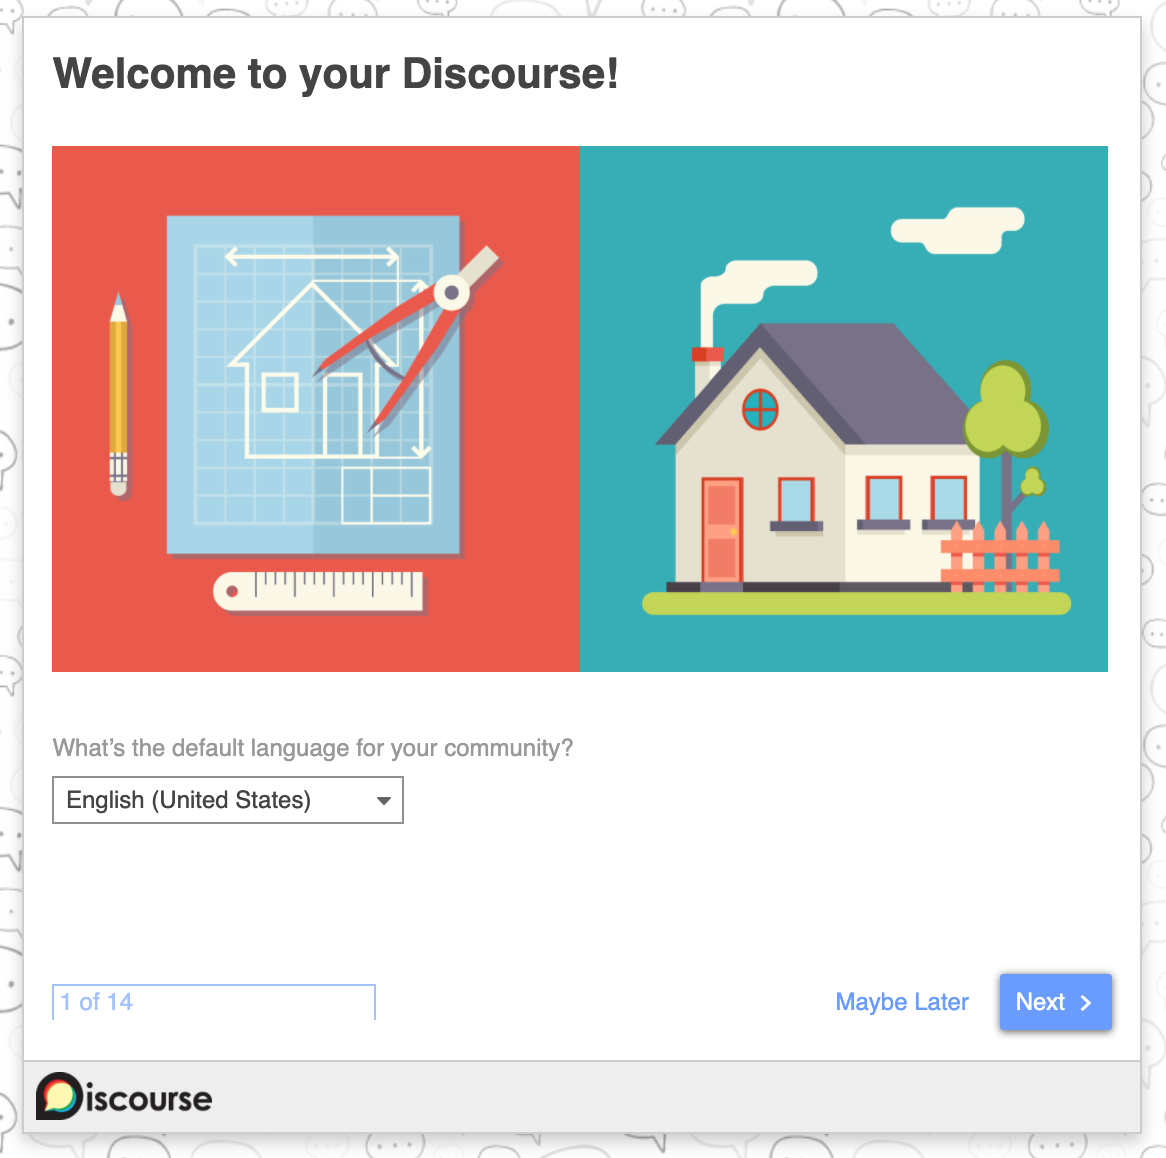 Welcome to your Discourse!
What's the default language for your community?
English (United States)
1 of 14
Maybe Later
Next
Discourse